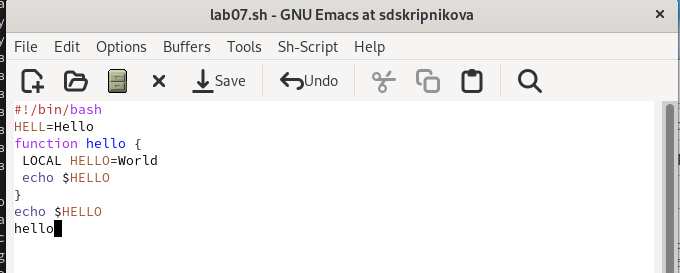 lab07.sh - GNU Emacs at sdskripnikova
File Edit Options Buffers Tools Sh-Script Help
Save Undo
#!/bin/bash
HELL=Hello
function hello {
 LOCAL HELLO=World
 echo $HELLO
}
echo $HELLO
hello